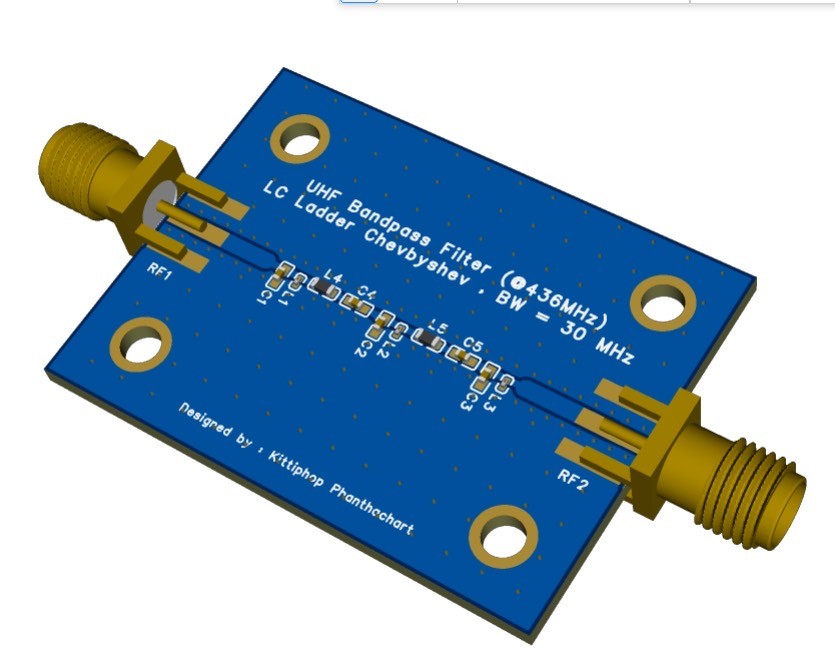 UHF Bandpass Filter (@436MHz)
LC Ladder Chevbyshev , BW = 30 MHz
RF1
C1
L1
L4
C4
C2
L2
L5
C5
C3
L3
RF2
Designed by : Kittiphop Phanthechart